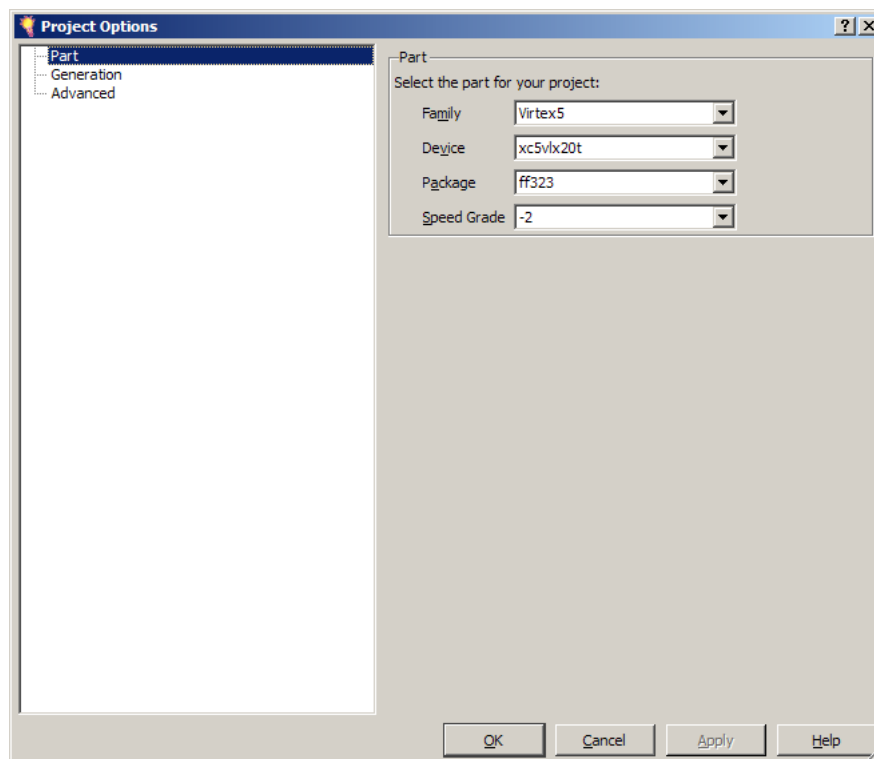 Project Options
Part
Generation
Advanced
Part
Select the part for your project:
Family Virtex5
Device xc5vlx20t
Package ff323
Speed Grade -2
OK Cancel Apply Help